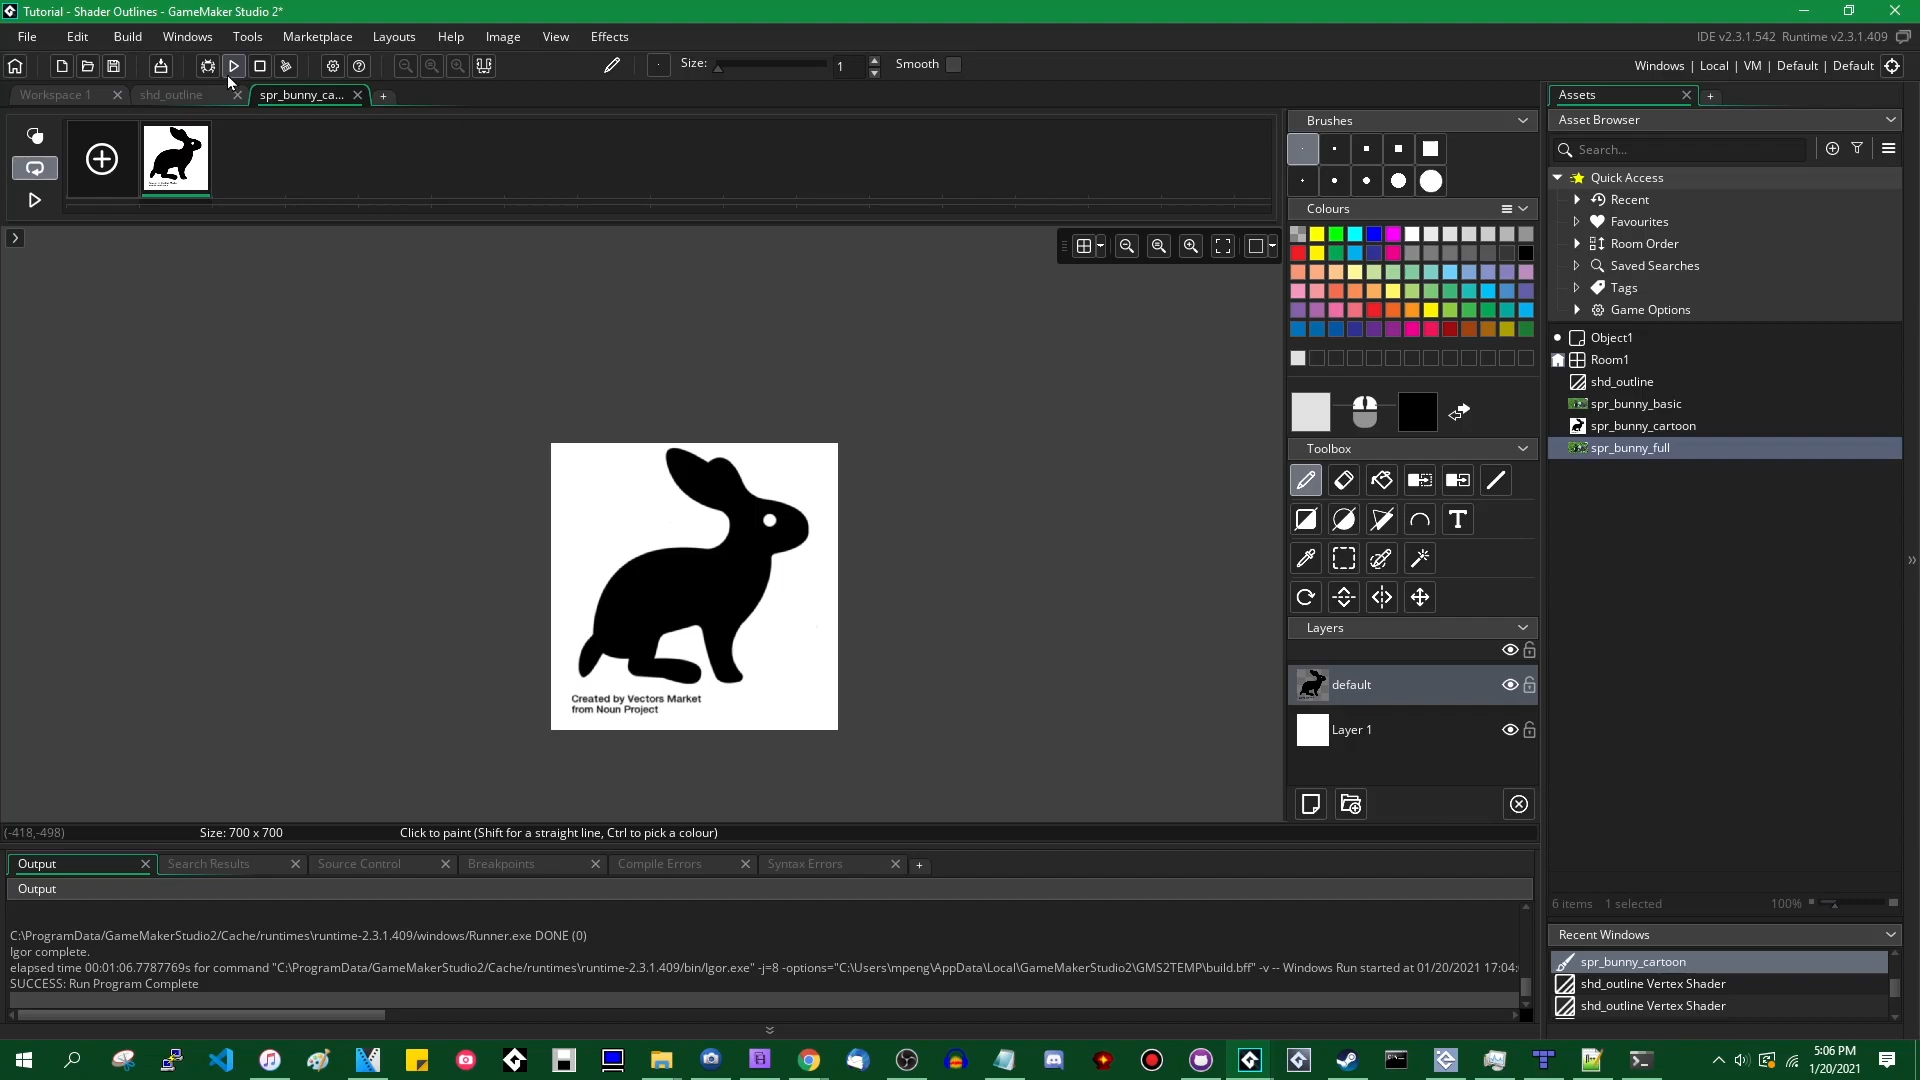 Tutorial - Shader Outlines - GameMaker Studio 2*
File Edit Build Windows Tools Marketplace Layouts Help Image View Effects
IDE v2.3.1.542 Runtime v2.3.1.409
Size: 1 Smooth
Windows | Local | VM | Default | Default
Workspace 1
shd_outline
spr_bunny_ca...
Brushes
Colours
Toolbox
Layers
default
Layer 1
Created by Vectors Market
from Noun Project
(-418,-498) Size: 700 x 700 Click to paint (Shift for a straight line, Ctrl to pick a colour)
Assets
Asset Browser
Search...
Quick Access
Recent
Favourites
Room Order
Saved Searches
Tags
Game Options
Object1
Room1
shd_outline
spr_bunny_basic
spr_bunny_cartoon
spr_bunny_full
6 items 1 selected 100%
Recent Windows
spr_bunny_cartoon
shd_outline Vertex Shader
shd_outline Vertex Shader
Output Search Results Source Control Breakpoints Compile Errors Syntax Errors
Output
C:\ProgramData/GameMakerStudio2/Cache/runtimes\runtime-2.3.1.409/windows/Runner.exe DONE (0)
Igor complete.
elapsed time 00:01:06.7787769s for command "C:\ProgramData/GameMakerStudio2/Cache/runtimes\runtime-2.3.1.409/bin/Igor.exe" -j=8 -options="C:\Users\mpeng\AppData\Local\GameMakerStudio2\GMS2TEMP\build.bff" -v -- Windows Run started at 01/20/2021 17:04:
SUCCESS: Run Program Complete
5:06 PM
1/20/2021